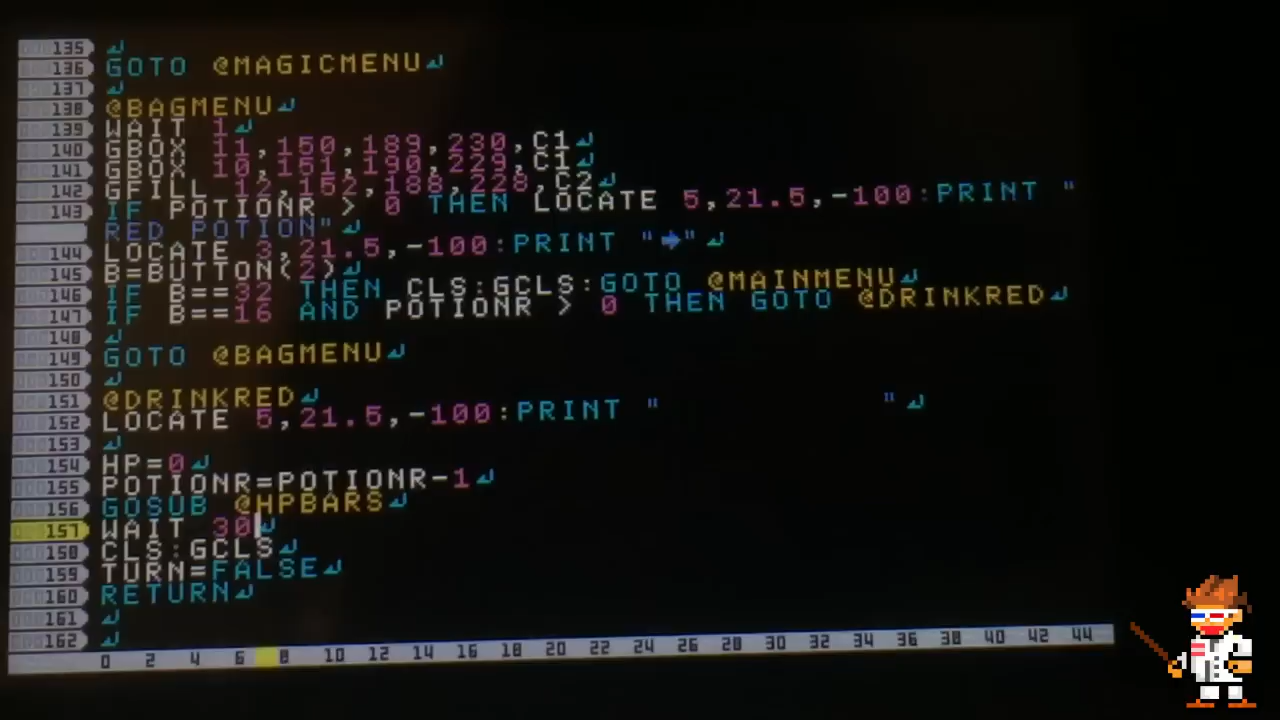 135
136 GOTO @MAGICMENU
137
138 @BAGMENU
139 WAIT 1
140 GBOX 11,150,189,230,C1
141 GBOX 10,151,190,229,C1
142 GFILL 12,152,188,228,C2
143 IF POTIONR > 0 THEN LOCATE 5,21.5,-100:PRINT "
RED POTION"
144 LOCATE 3,21.5,-100:PRINT "➡"
145 B=BUTTON(2)
146 IF B==32 THEN CLS:GCLS:GOTO @MAINMENU
147 IF B==16 AND POTIONR > 0 THEN GOTO @DRINKRED
148
149 GOTO @BAGMENU
150
151 @DRINKRED
152 LOCATE 5,21.5,-100:PRINT "           "
153
154 HP=0
155 POTIONR=POTIONR-1
156 GOSUB @HPBARS
157 WAIT 30
158 CLS:GCLS
159 TURN=FALSE
160 RETURN
161
162
0 2 4 6 8 10 12 14 16 18 20 22 24 26 28 30 32 34 36 38 40 42 44